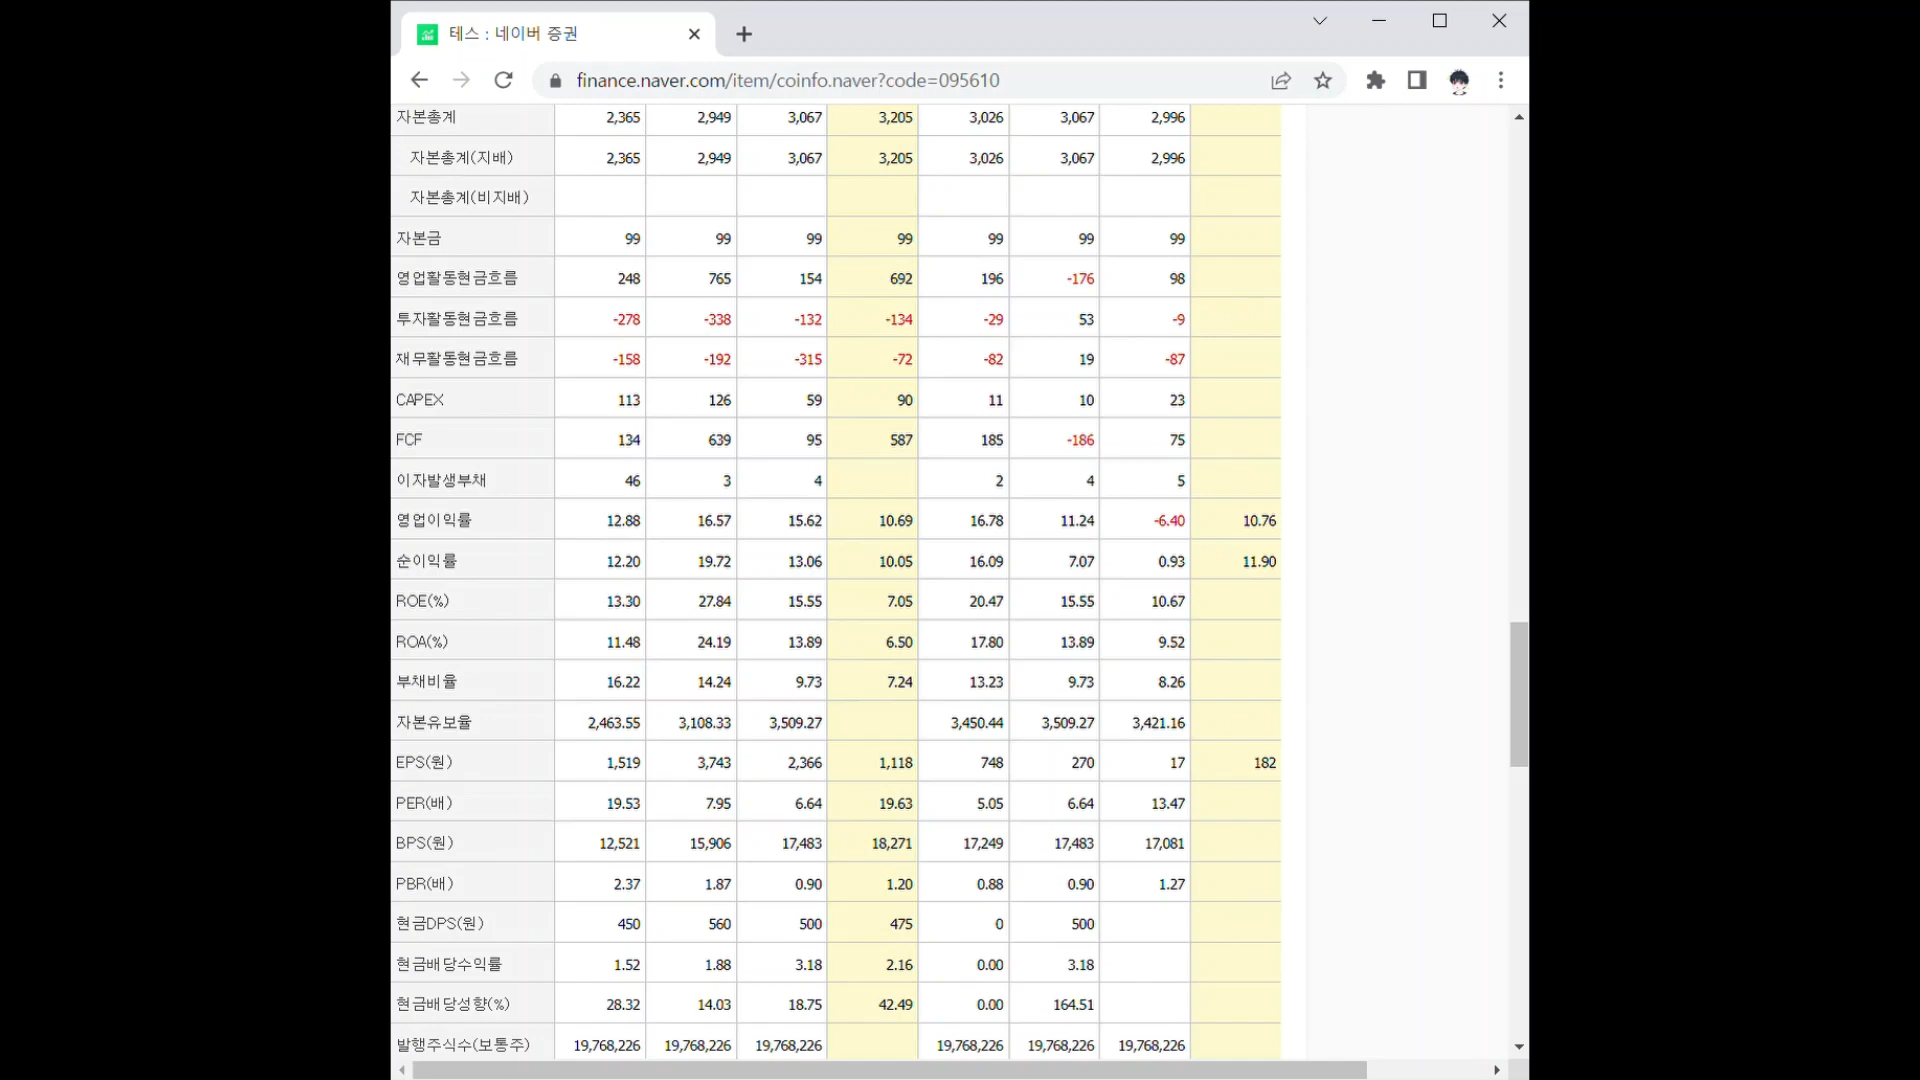 테스 : 네이버 증권
finance.naver.com/item/coinfo.naver?code=095610
자본총계 2,365 2,949 3,067 3,205 3,026 3,067 2,996
자본총계(지배) 2,365 2,949 3,067 3,205 3,026 3,067 2,996
자본총계(비지배)
자본금 99 99 99 99 99 99 99
영업활동현금흐름 248 765 154 692 196 -176 98
투자활동현금흐름 -278 -338 -132 -134 -29 53 -9
재무활동현금흐름 -158 -192 -315 -72 -82 19 -87
CAPEX 113 126 59 90 11 10 23
FCF 134 639 95 587 185 -186 75
이자발생부채 46 3 4 2 4 5
영업이익률 12.88 16.57 15.62 10.69 16.78 11.24 -6.40 10.76
순이익률 12.20 19.72 13.06 10.05 16.09 7.07 0.93 11.90
ROE(%) 13.30 27.84 15.55 7.05 20.47 15.55 10.67
ROA(%) 11.48 24.19 13.89 6.50 17.80 13.89 9.52
부채비율 16.22 14.24 9.73 7.24 13.23 9.73 8.26
자본유보율 2,463.55 3,108.33 3,509.27 3,450.44 3,509.27 3,421.16
EPS(원) 1,519 3,743 2,366 1,118 748 270 17 182
PER(배) 19.53 7.95 6.64 19.63 5.05 6.64 13.47
BPS(원) 12,521 15,906 17,483 18,271 17,249 17,483 17,081
PBR(배) 2.37 1.87 0.90 1.20 0.88 0.90 1.27
현금DPS(원) 450 560 500 475 0 500
현금배당수익률 1.52 1.88 3.18 2.16 0.00 3.18
현금배당성향(%) 28.32 14.03 18.75 42.49 0.00 164.51
발행주식수(보통주) 19,768,226 19,768,226 19,768,226 19,768,226 19,768,226 19,768,226